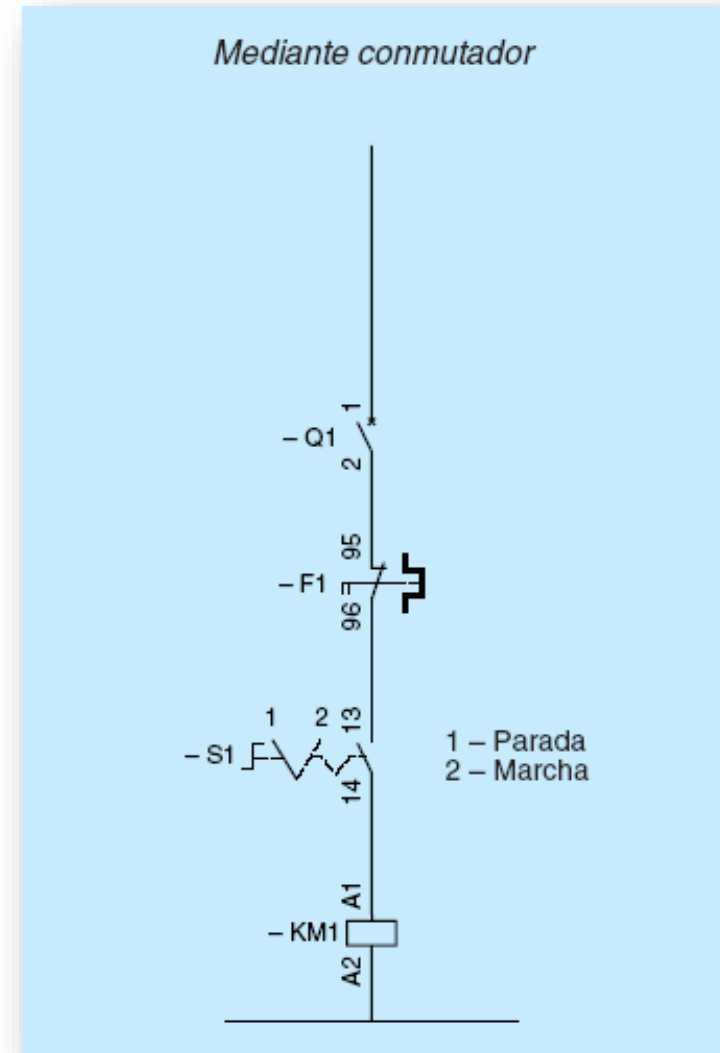 Mediante conmutador
1
– Q1
2
95
– F1
96
1 2 13
– S1
14
1 – Parada
2 – Marcha
A1
– KM1
A2